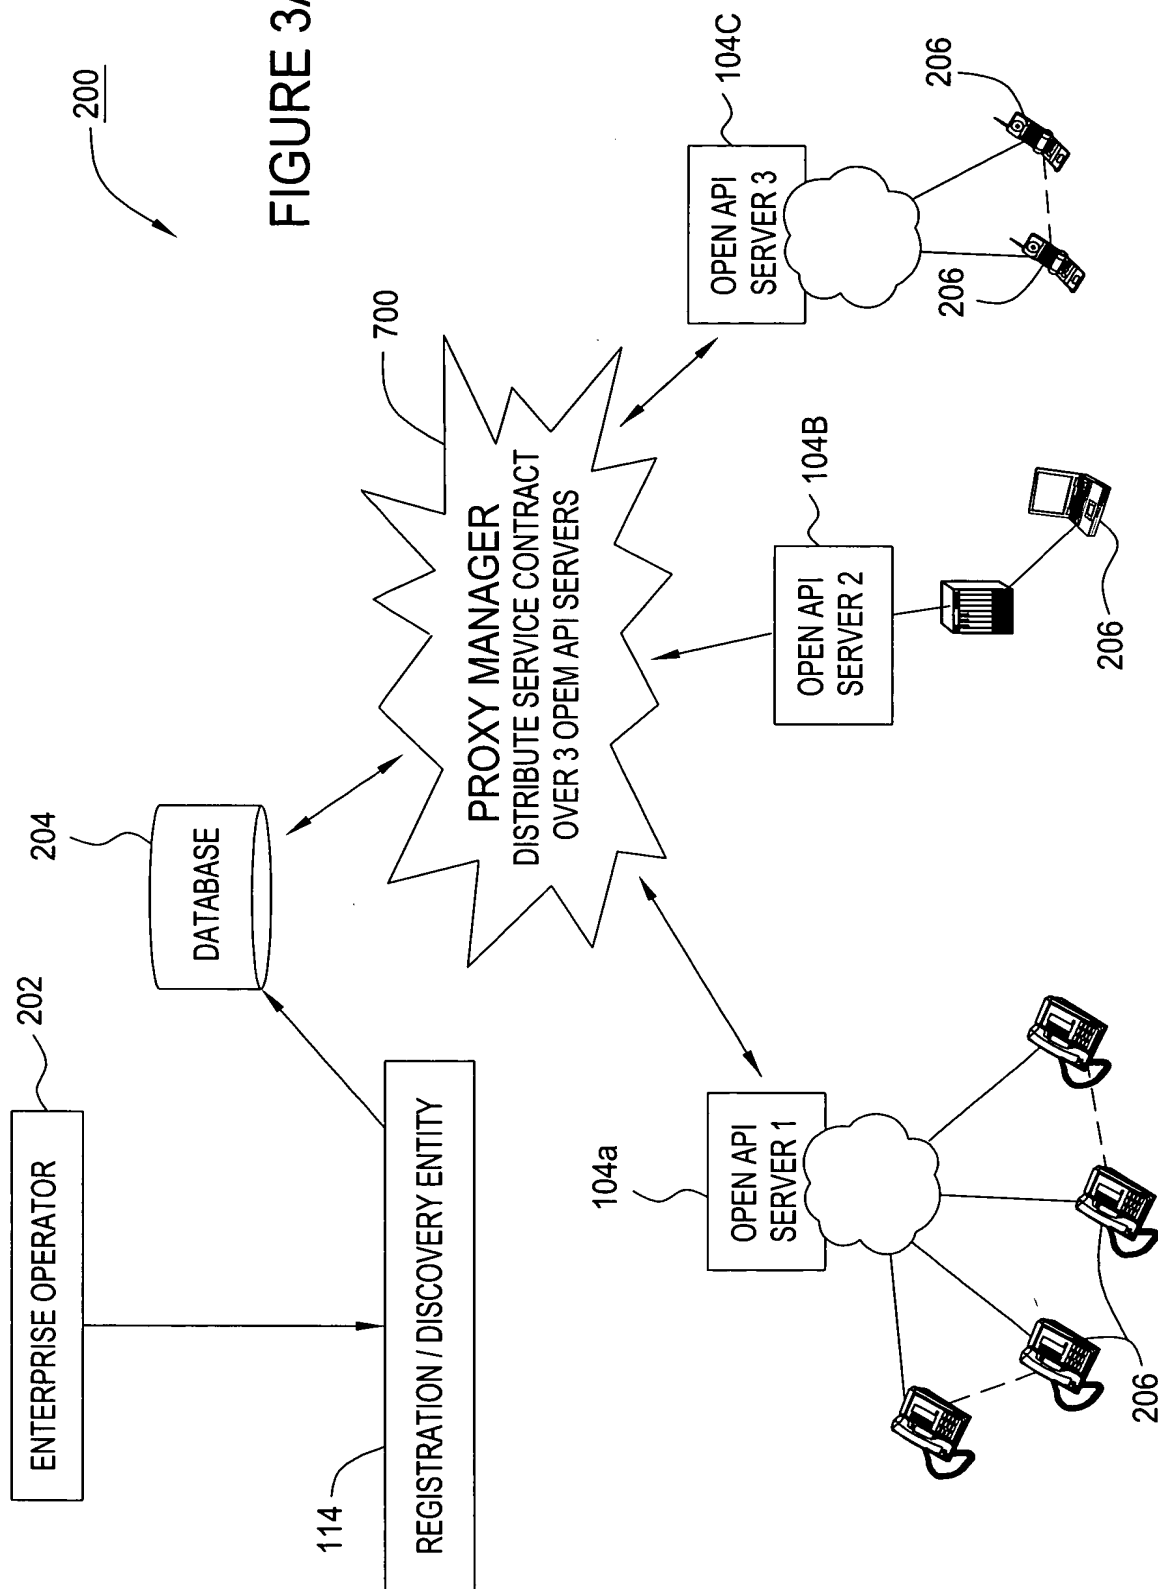 200
FIGURE 3A
ENTERPRISE OPERATOR
202
204
DATABASE
114
REGISTRATION / DISCOVERY ENTITY
700
PROXY MANAGER
DISTRIBUTE SERVICE CONTRACT
OVER 3 OPEM API SERVERS
104a
OPEN API
SERVER 1
206
OPEN API
SERVER 2
104B
206
OPEN API
SERVER 3
104C
206
206